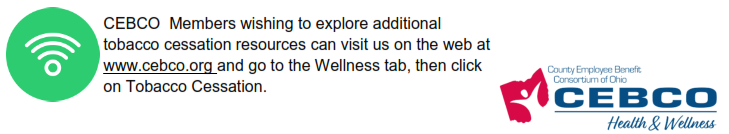 CEBCO  Members wishing to explore additional
tobacco cessation resources can visit us on the web at
www.cebco.org and go to the Wellness tab, then click
on Tobacco Cessation.
County Employee Benefit
Consortium of Ohio
CEBCO
Health & Wellness